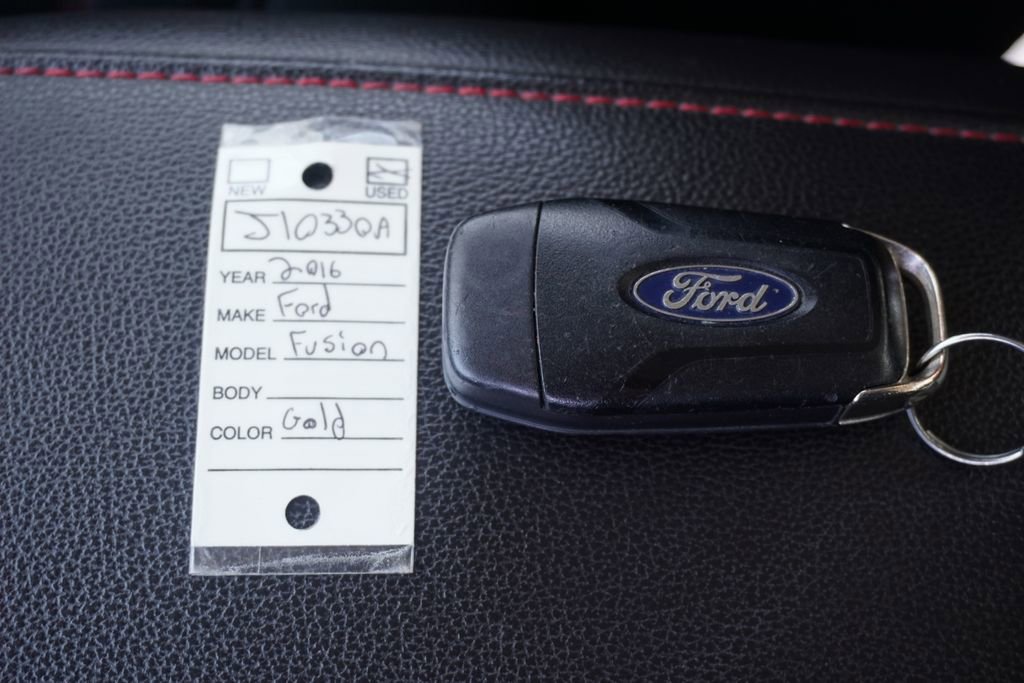 NEW USED
J10330A
YEAR 2016
MAKE Ford
MODEL Fusion
BODY
COLOR Gold
Ford